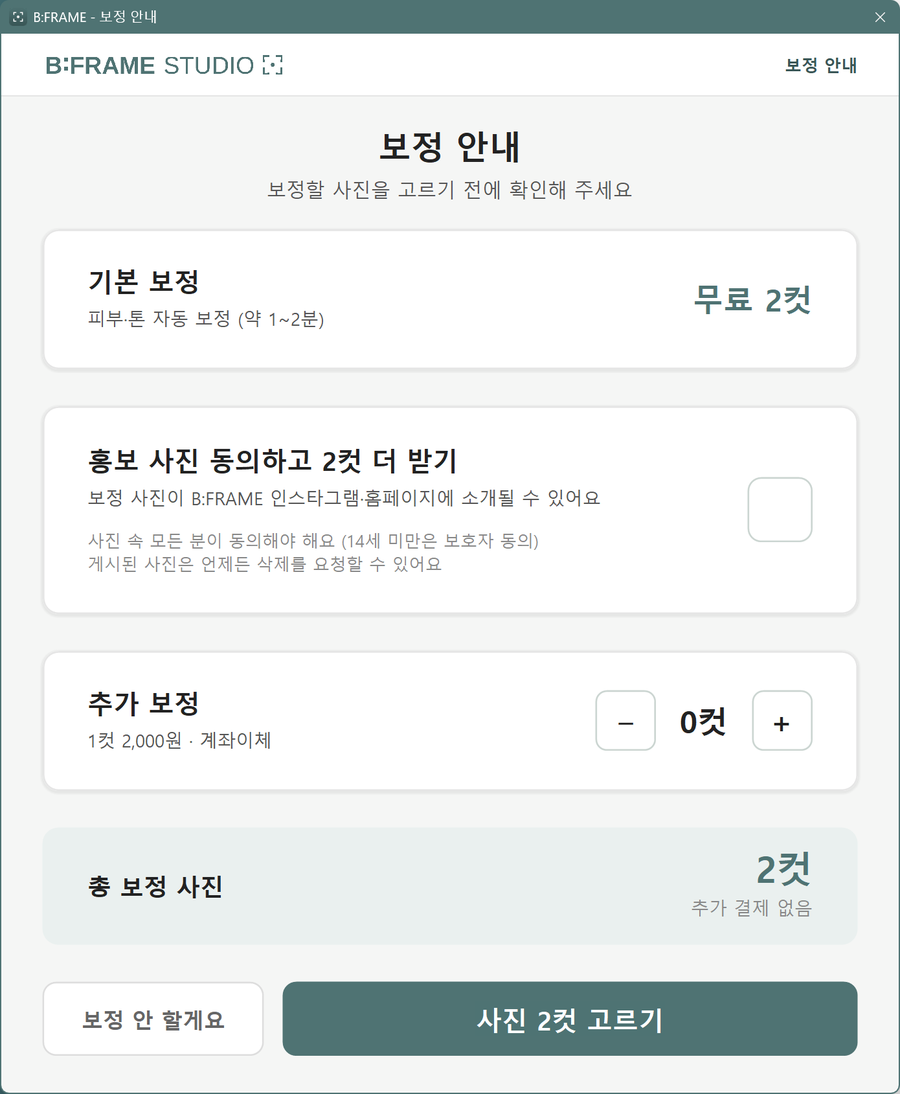 B:FRAME - 보정 안내
B:FRAME STUDIO
보정 안내
보정 안내
보정할 사진을 고르기 전에 확인해 주세요
기본 보정
피부·톤 자동 보정 (약 1~2분)
무료 2컷
홍보 사진 동의하고 2컷 더 받기
보정 사진이 B:FRAME 인스타그램·홈페이지에 소개될 수 있어요
사진 속 모든 분이 동의해야 해요 (14세 미만은 보호자 동의)
게시된 사진은 언제든 삭제를 요청할 수 있어요
추가 보정
1컷 2,000원 · 계좌이체
− 0컷 +
총 보정 사진
2컷
추가 결제 없음
보정 안 할게요
사진 2컷 고르기